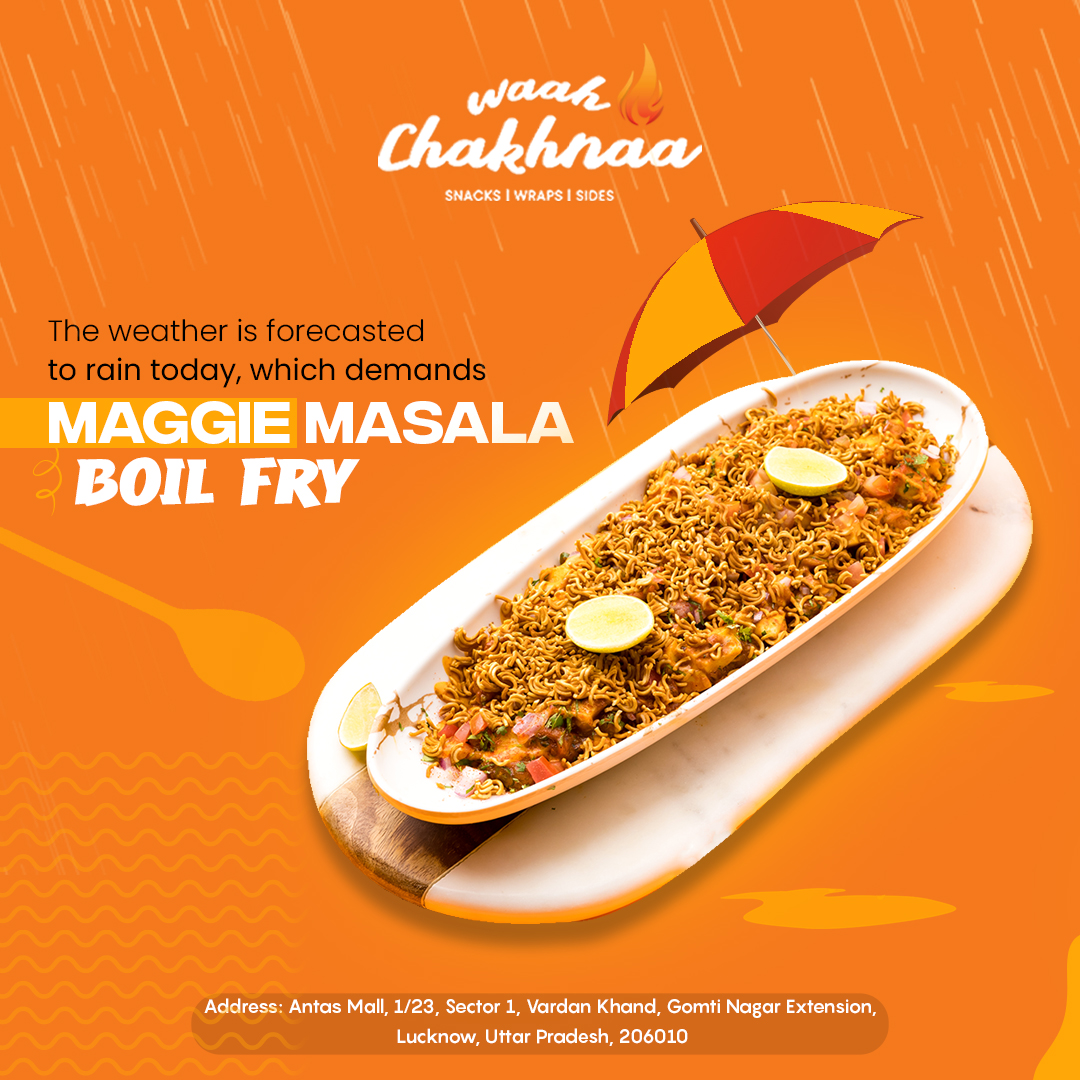 waah
Chakhnaa
SNACKS | WRAPS | SIDES
The weather is forecasted
to rain today, which demands
MAGGIE MASALA
BOIL FRY
Address: Antas Mall, 1/23, Sector 1, Vardan Khand, Gomti Nagar Extension,
Lucknow, Uttar Pradesh, 206010